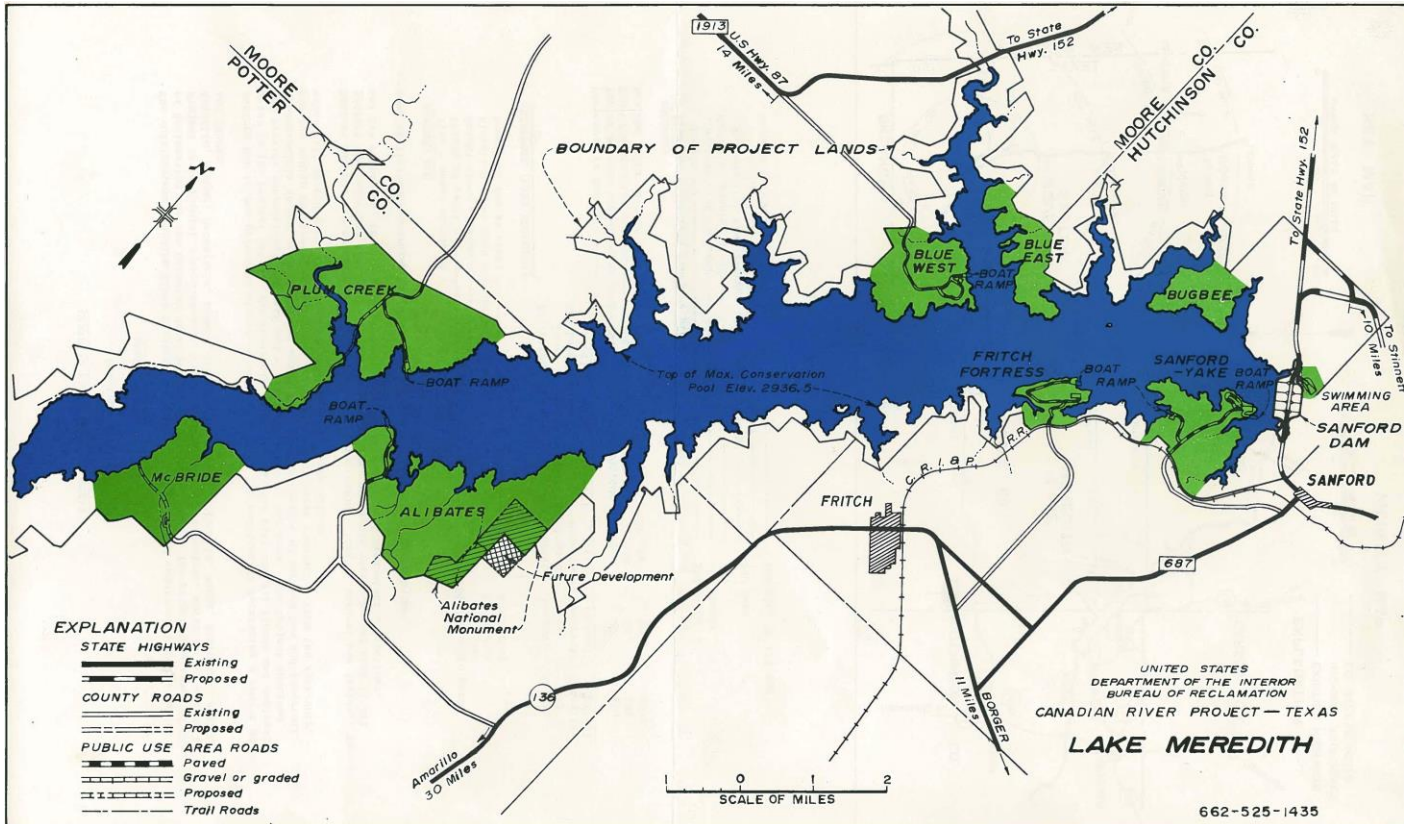 1913
U.S. Hwy. 87
14 Miles
To State
Hwy. 152
MOORE
POTTER
CO.
CO.
MOORE
HUTCHINSON
CO.
CO.
N
BOUNDARY OF PROJECT LANDS
To State Hwy. 152
10 Miles
To Stinnett
PLUM CREEK
BOAT RAMP
BLUE
WEST
BLUE
EAST
BOAT
RAMP
BUGBEE
Top of Max. Conservation
Pool Elev. 2936.5
FRITCH
FORTRESS
BOAT
RAMP
SANFORD
-YAKE
BOAT
RAMP
SWIMMING
AREA
SANFORD
DAM
SANFORD
BOAT
RAMP
McBRIDE
ALIBATES
Future Development
Alibates
National
Monument
C. R. I. & P. R. R.
FRITCH
687
136
Amarillo
30 Miles
BORGER
11 Miles
EXPLANATION
STATE HIGHWAYS
Existing
Proposed
COUNTY ROADS
Existing
Proposed
PUBLIC USE AREA ROADS
Paved
Gravel or graded
Proposed
Trail Roads
1 0 1 2
SCALE OF MILES
UNITED STATES
DEPARTMENT OF THE INTERIOR
BUREAU OF RECLAMATION
CANADIAN RIVER PROJECT — TEXAS
LAKE MEREDITH
662-525-1435